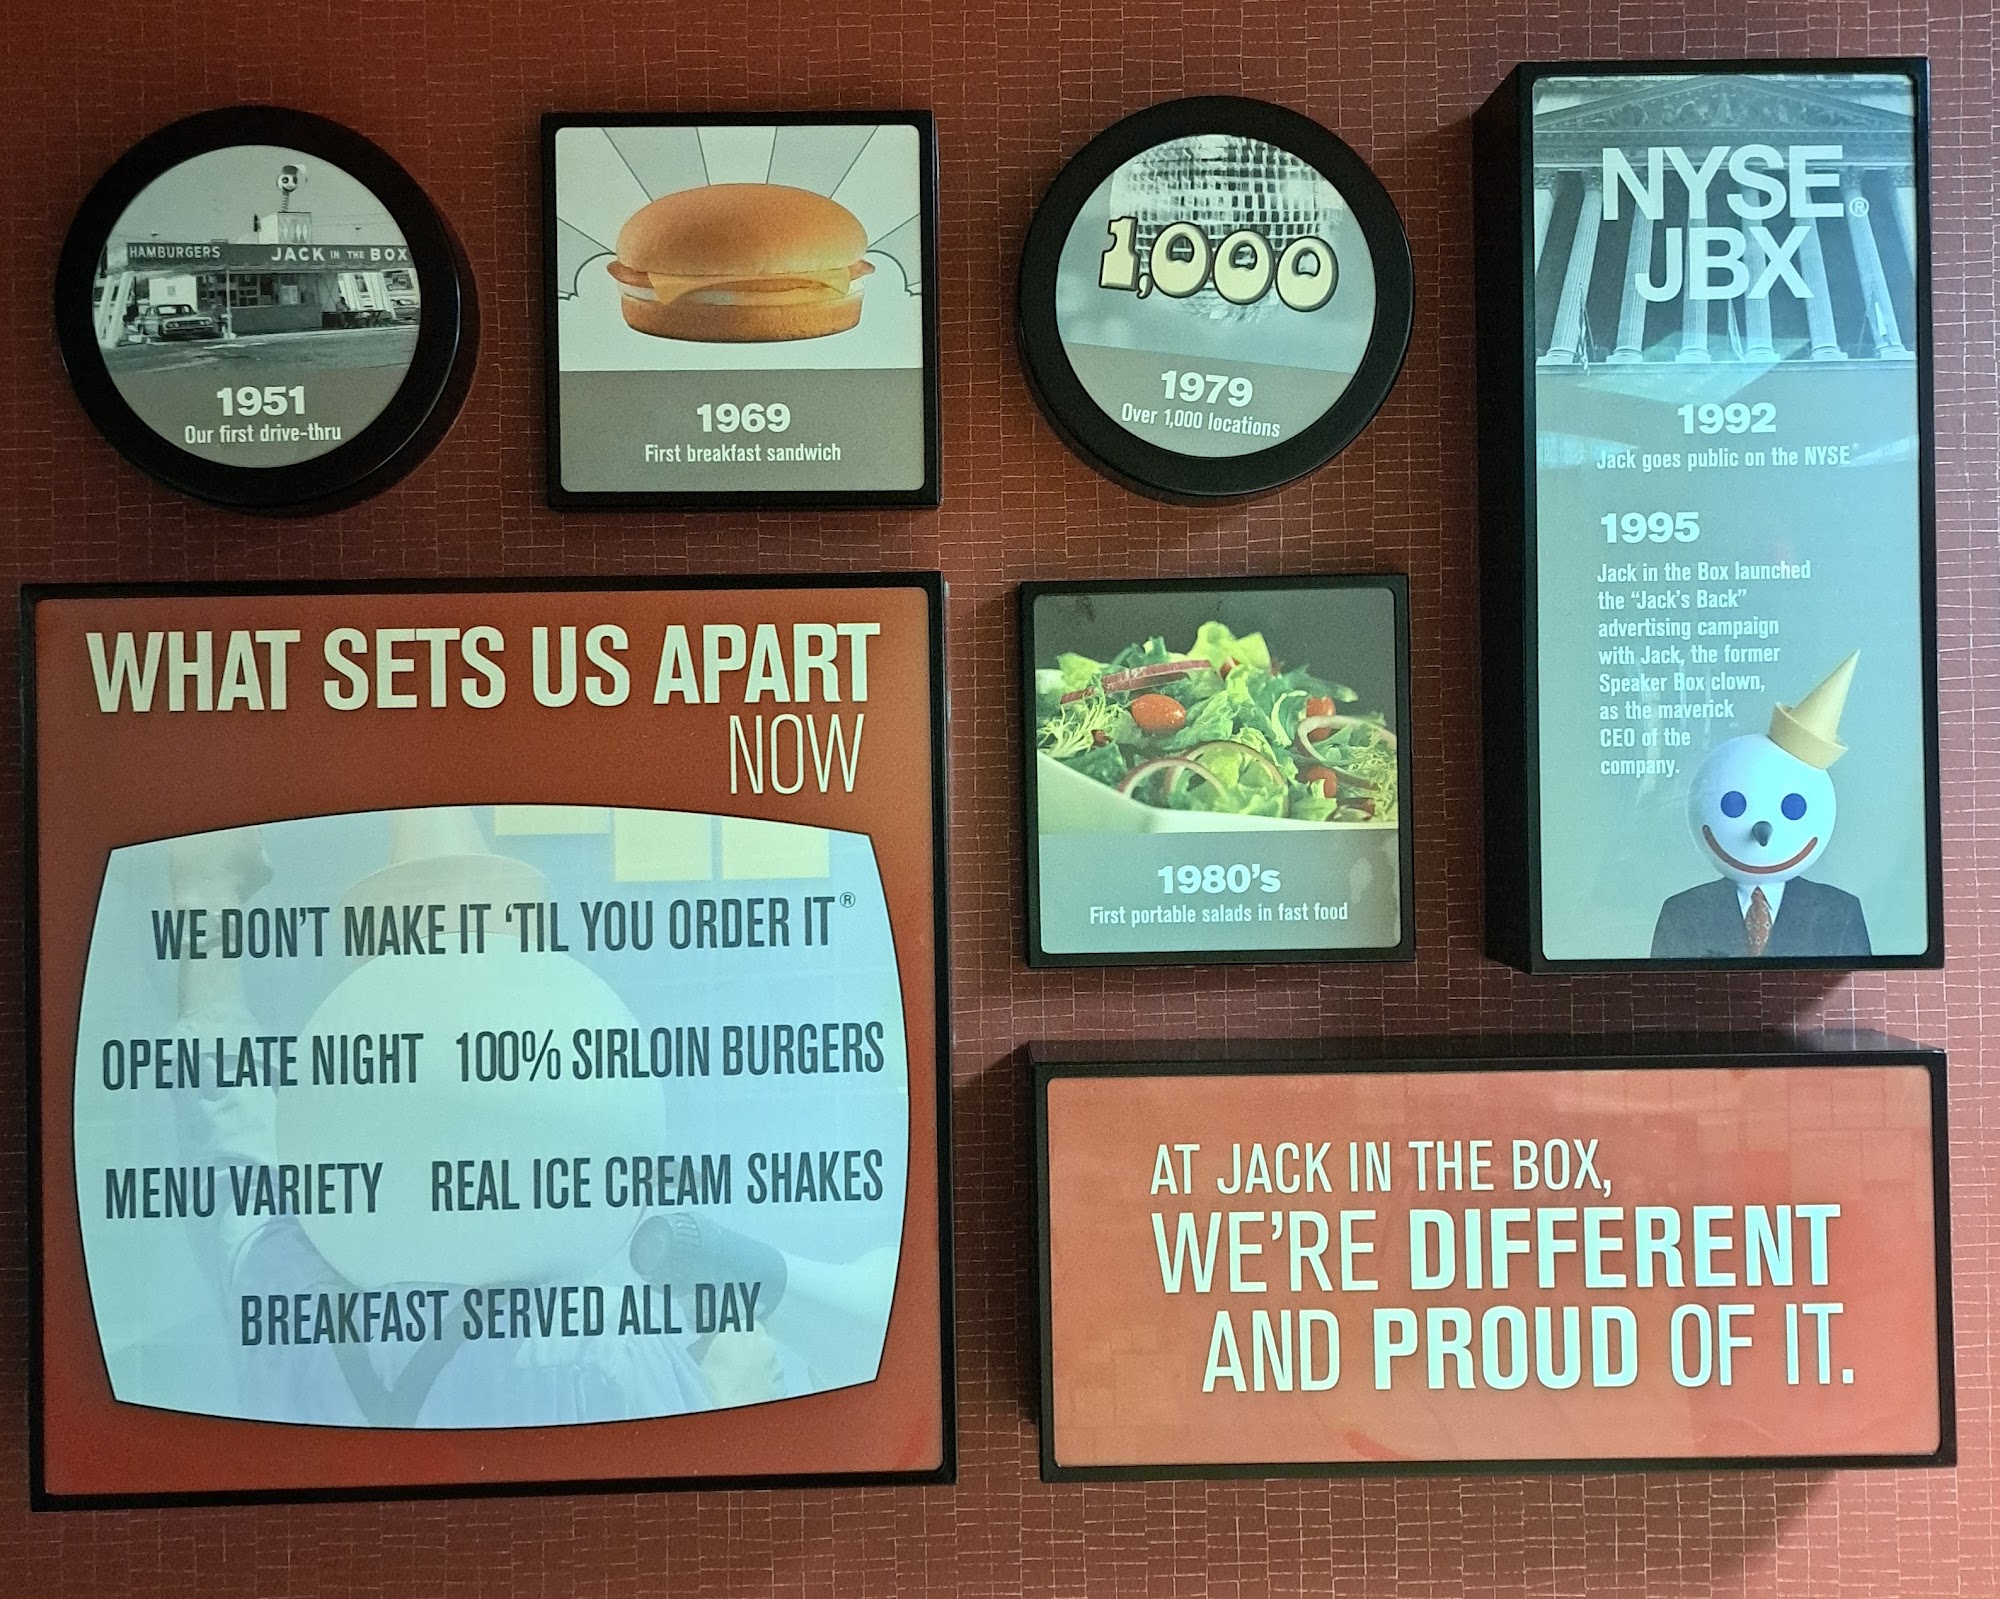 HAMBURGERS JACK IN THE BOX
1951
Our first drive-thru
1969
First breakfast sandwich
1,000
1979
Over 1,000 locations
NYSE®
JBX
1992
Jack goes public on the NYSE®
1995
Jack in the Box launched
the “Jack’s Back”
advertising campaign
with Jack, the former
Speaker Box clown,
as the maverick
CEO of the
company.
WHAT SETS US APART
NOW
WE DON’T MAKE IT ‘TIL YOU ORDER IT®
OPEN LATE NIGHT 100% SIRLOIN BURGERS
MENU VARIETY REAL ICE CREAM SHAKES
BREAKFAST SERVED ALL DAY
1980’s
First portable salads in fast food
AT JACK IN THE BOX,
WE’RE DIFFERENT
AND PROUD OF IT.